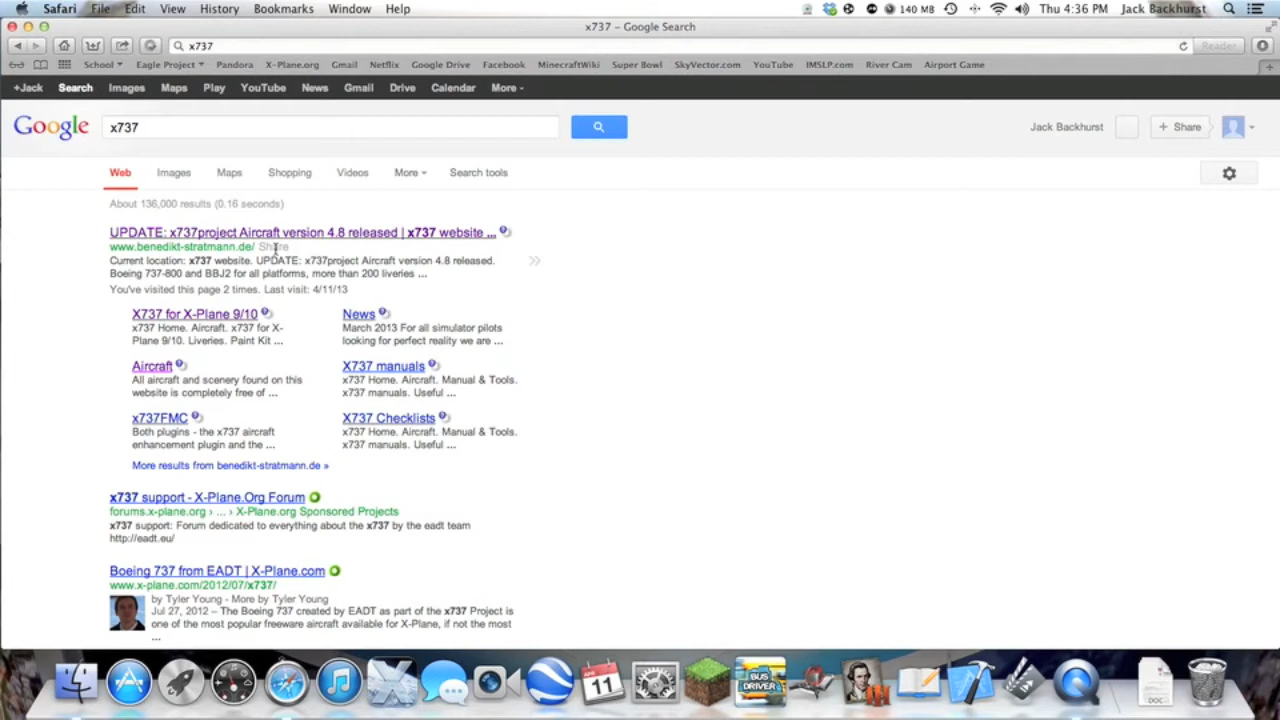 Safari File Edit View History Bookmarks Window Help 140 MB Thu 4:36 PM Jack Backhurst
x737 – Google Search
x737 Reader
School Eagle Project Pandora X-Plane.org Gmail Netflix Google Drive Facebook MinecraftWiki Super Bowl SkyVector.com YouTube IMSLP.com River Cam Airport Game
+Jack Search Images Maps Play YouTube News Gmail Drive Calendar More
Google x737 Jack Backhurst + Share
Web Images Maps Shopping Videos More Search tools
About 136,000 results (0.16 seconds)
UPDATE: x737project Aircraft version 4.8 released | x737 website ...
www.benedikt-stratmann.de/ Share
Current location: x737 website. UPDATE: x737project Aircraft version 4.8 released.
Boeing 737-800 and BBJ2 for all platforms, more than 200 liveries ...
You've visited this page 2 times. Last visit: 4/11/13
X737 for X-Plane 9/10
x737 Home. Aircraft. x737 for X-
Plane 9/10. Liveries. Paint Kit ...
News
March 2013 For all simulator pilots
looking for perfect reality we are ...
Aircraft
All aircraft and scenery found on this
website is completely free of ...
X737 manuals
x737 Home. Aircraft. Manual & Tools.
x737 manuals. Useful ...
x737FMC
Both plugins - the x737 aircraft
enhancement plugin and the ...
X737 Checklists
x737 Home. Aircraft. Manual & Tools.
x737 manuals. Useful ...
More results from benedikt-stratmann.de »
x737 support - X-Plane.Org Forum
forums.x-plane.org › ... › X-Plane.org Sponsored Projects
x737 support: Forum dedicated to everything about the x737 by the eadt team
http://eadt.eu/
Boeing 737 from EADT | X-Plane.com
www.x-plane.com/2012/07/x737/
by Tyler Young - More by Tyler Young
Jul 27, 2012 – The Boeing 737 created by EADT as part of the x737 Project is
one of the most popular freeware aircraft available for X-Plane, if not the most
...
APR
11
BUS
DRIVER
DOC